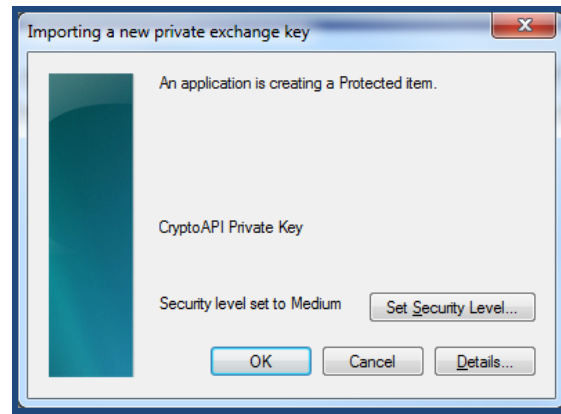 Importing a new private exchange key
An application is creating a Protected item.
CryptoAPI Private Key
Security level set to Medium
Set Security Level...
OK
Cancel
Details...